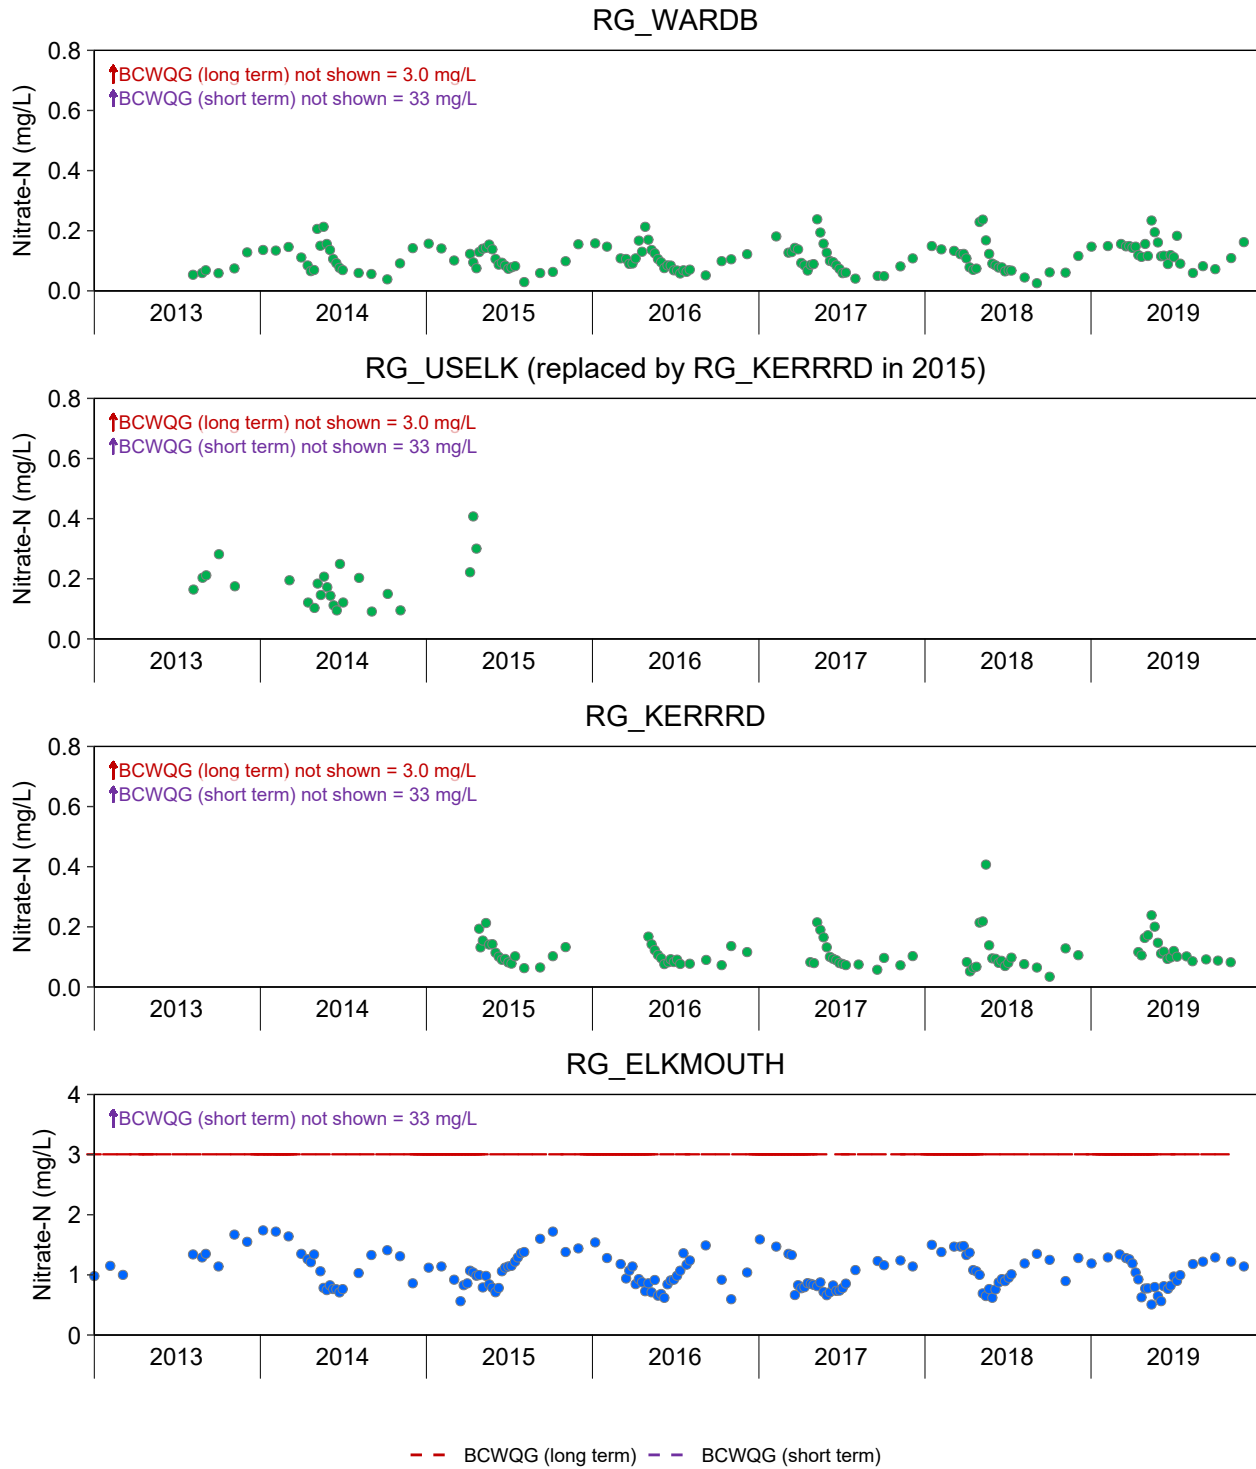 RG_WARDB
0.8
↑BCWQG (long term) not shown = 3.0 mg/L
↑BCWQG (short term) not shown = 33 mg/L
0.6
0.4
0.2
0.0
Nitrate-N (mg/L)
2013 2014 2015 2016 2017 2018 2019
RG_USELK (replaced by RG_KERRRD in 2015)
0.8
↑BCWQG (long term) not shown = 3.0 mg/L
↑BCWQG (short term) not shown = 33 mg/L
0.6
0.4
0.2
0.0
Nitrate-N (mg/L)
2013 2014 2015 2016 2017 2018 2019
RG_KERRRD
0.8
↑BCWQG (long term) not shown = 3.0 mg/L
↑BCWQG (short term) not shown = 33 mg/L
0.6
0.4
0.2
0.0
Nitrate-N (mg/L)
2013 2014 2015 2016 2017 2018 2019
RG_ELKMOUTH
4
↑BCWQG (short term) not shown = 33 mg/L
3
2
1
0
Nitrate-N (mg/L)
2013 2014 2015 2016 2017 2018 2019
BCWQG (long term) BCWQG (short term)